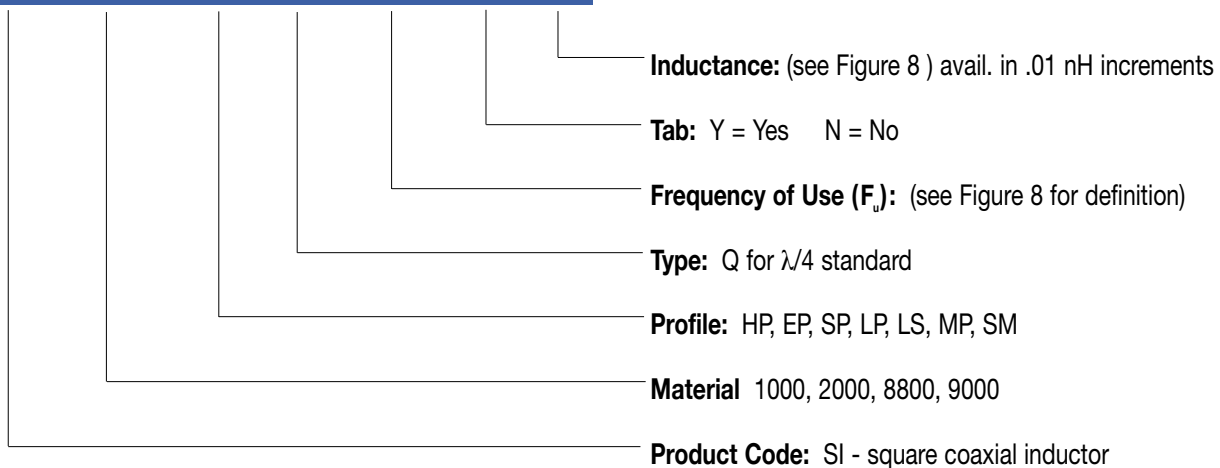 Inductance: (see Figure 8 ) avail. in .01 nH increments
Tab: Y = Yes N = No
Frequency of Use (Fu): (see Figure 8 for definition)
Type: Q for λ/4 standard
Profile: HP, EP, SP, LP, LS, MP, SM
Material 1000, 2000, 8800, 9000
Product Code: SI - square coaxial inductor